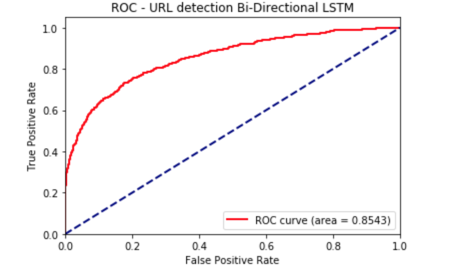 ROC - URL detection Bi-Directional LSTM
1.0
0.8
0.6
0.4
0.2
0.0
True Positive Rate
ROC curve (area = 0.8543)
0.0 0.2 0.4 0.6 0.8 1.0
False Positive Rate